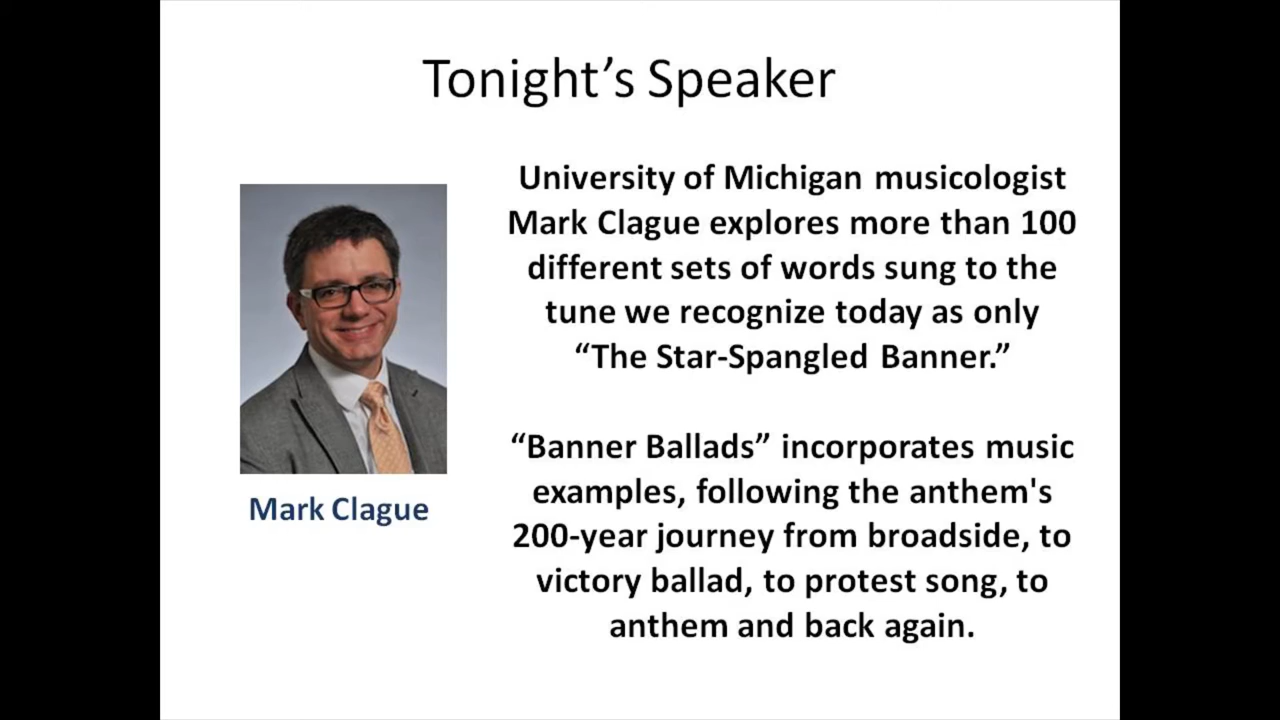 Tonight’s Speaker
University of Michigan musicologist
Mark Clague explores more than 100
different sets of words sung to the
tune we recognize today as only
“The Star-Spangled Banner.”
“Banner Ballads” incorporates music
examples, following the anthem's
200-year journey from broadside, to
victory ballad, to protest song, to
anthem and back again.
Mark Clague